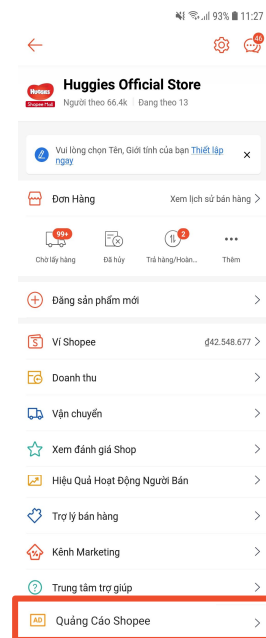 93% 11:27
46
Huggies Official Store
HUGGIES
Shopee Mall
Người theo 66.4k Đang theo 13
Vui lòng chọn Tên, Giới tính của bạn Thiết lập
ngay
Đơn Hàng
Xem lịch sử bán hàng
99+
2
Chờ lấy hàng
Đã hủy
Trả hàng/Hoàn...
Thêm
Đăng sản phẩm mới
Ví Shopee
₫42.548.677
Doanh thu
Vận chuyển
Xem đánh giá Shop
Hiệu Quả Hoạt Động Người Bán
Trợ lý bán hàng
Kênh Marketing
Trung tâm trợ giúp
AD Quảng Cáo Shopee